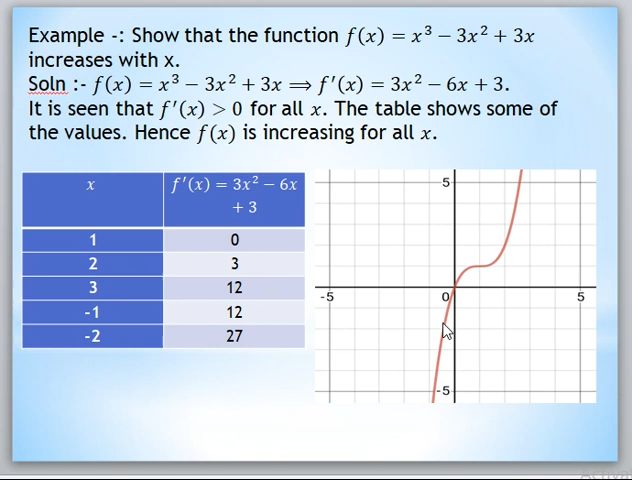 Example -: Show that the function f(x) = x³ − 3x² + 3x
increases with x.
Soln :- f(x) = x³ − 3x² + 3x ⟹ f′(x) = 3x² − 6x + 3.
It is seen that f′(x) > 0 for all x. The table shows some of
the values. Hence f(x) is increasing for all x.
x f′(x) = 3x² − 6x
+ 3
1 0
2 3
3 12
-1 12
-2 27
5
-5 0 5
-5